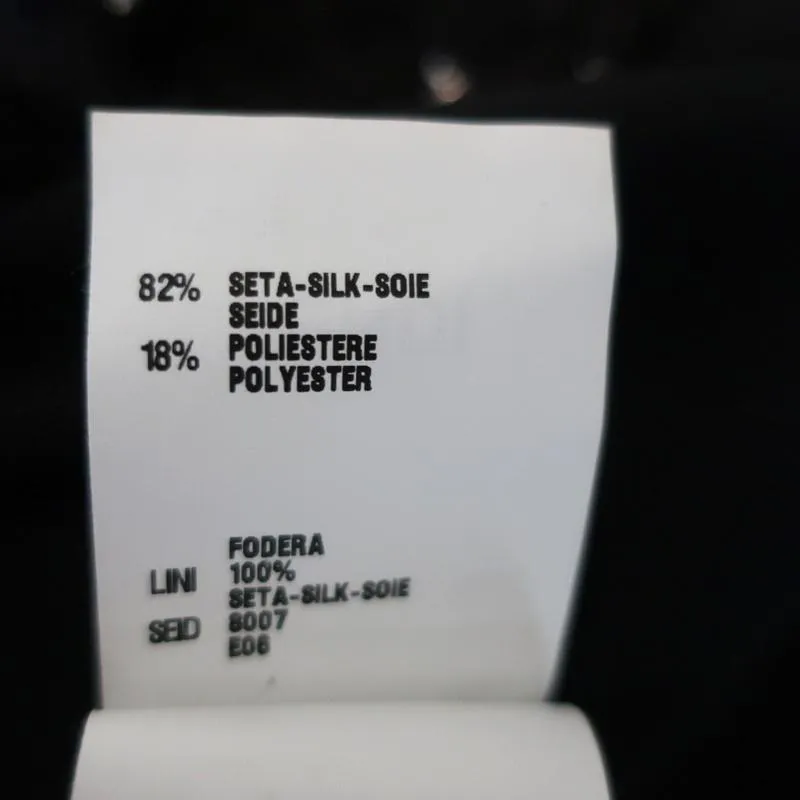 82% SETA-SILK-SOIE
SEIDE
18% POLIESTERE
POLYESTER
FODERA
LINI 100%
SETA-SILK-SOIE
SEID 8007
E06